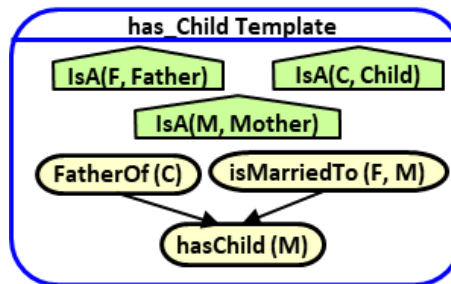 has_Child Template
IsA(F, Father) IsA(C, Child)
IsA(M, Mother)
FatherOf (C) isMarriedTo (F, M)
hasChild (M)